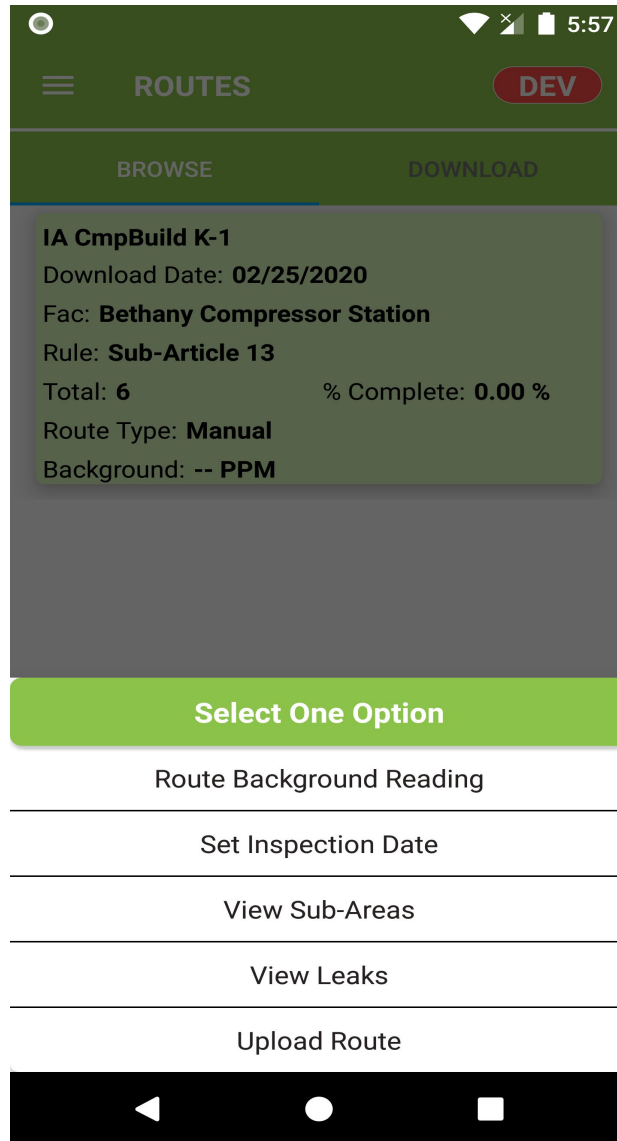 5:57
ROUTES DEV
BROWSE DOWNLOAD
IA CmpBuild K-1
Download Date: 02/25/2020
Fac: Bethany Compressor Station
Rule: Sub-Article 13
Total: 6 % Complete: 0.00 %
Route Type: Manual
Background: -- PPM
Select One Option
Route Background Reading
Set Inspection Date
View Sub-Areas
View Leaks
Upload Route